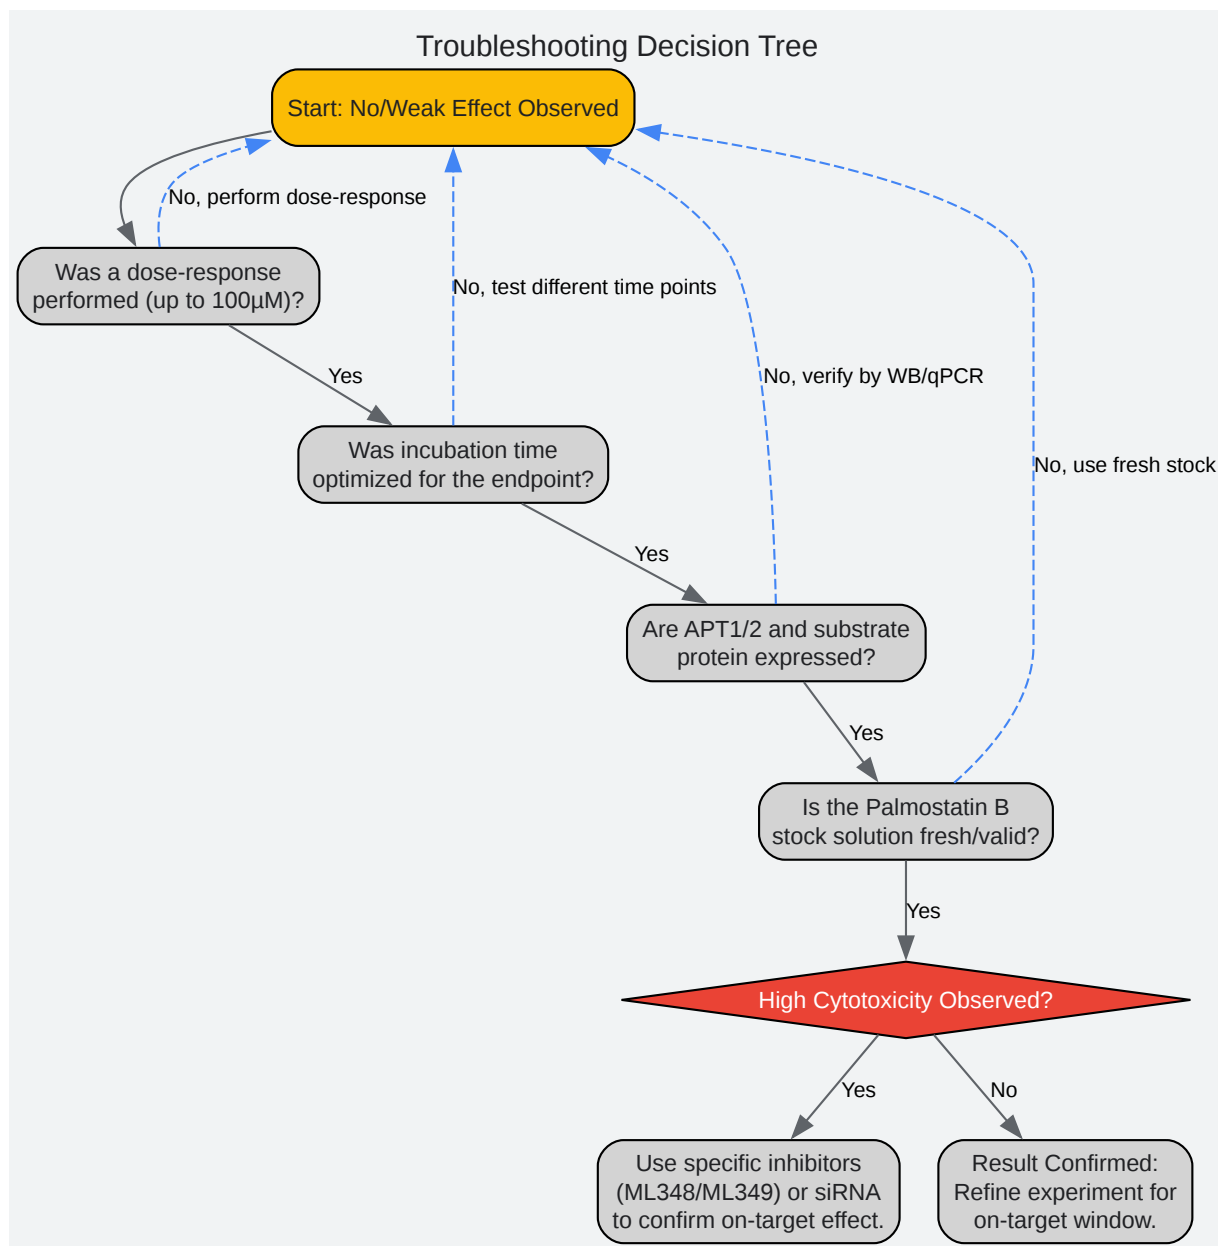 Troubleshooting Decision Tree
Start: No/Weak Effect Observed
No, perform dose-response
Was a dose-response
performed (up to 100µM)?
No, test different time points
Yes
No, verify by WB/qPCR
Was incubation time
optimized for the endpoint?
No, use fresh stock
Yes
Are APT1/2 and substrate
protein expressed?
Yes
Is the Palmostatin B
stock solution fresh/valid?
Yes
High Cytotoxicity Observed?
Yes
No
Use specific inhibitors
(ML348/ML349) or siRNA
to confirm on-target effect.
Result Confirmed:
Refine experiment for
on-target window.